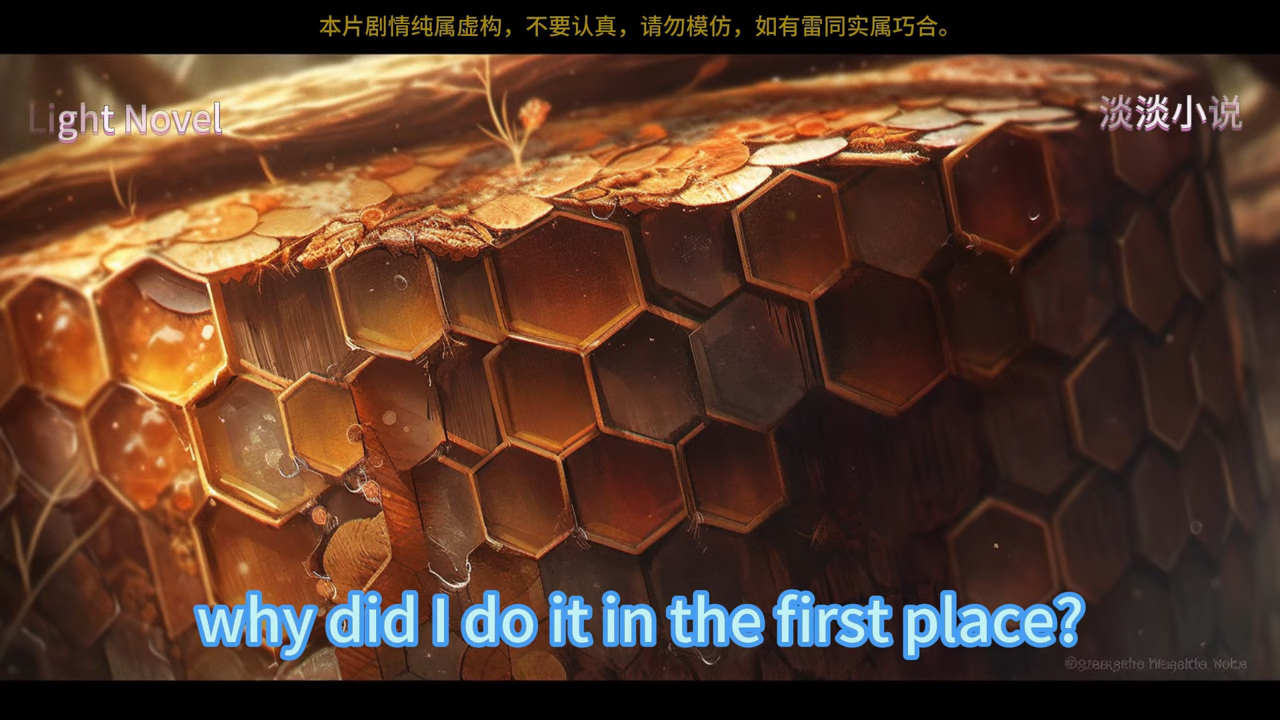 本片剧情纯属虚构，不要认真，请勿模仿，如有雷同实属巧合。
Light Novel
淡淡小说
why did I do it in the first place?